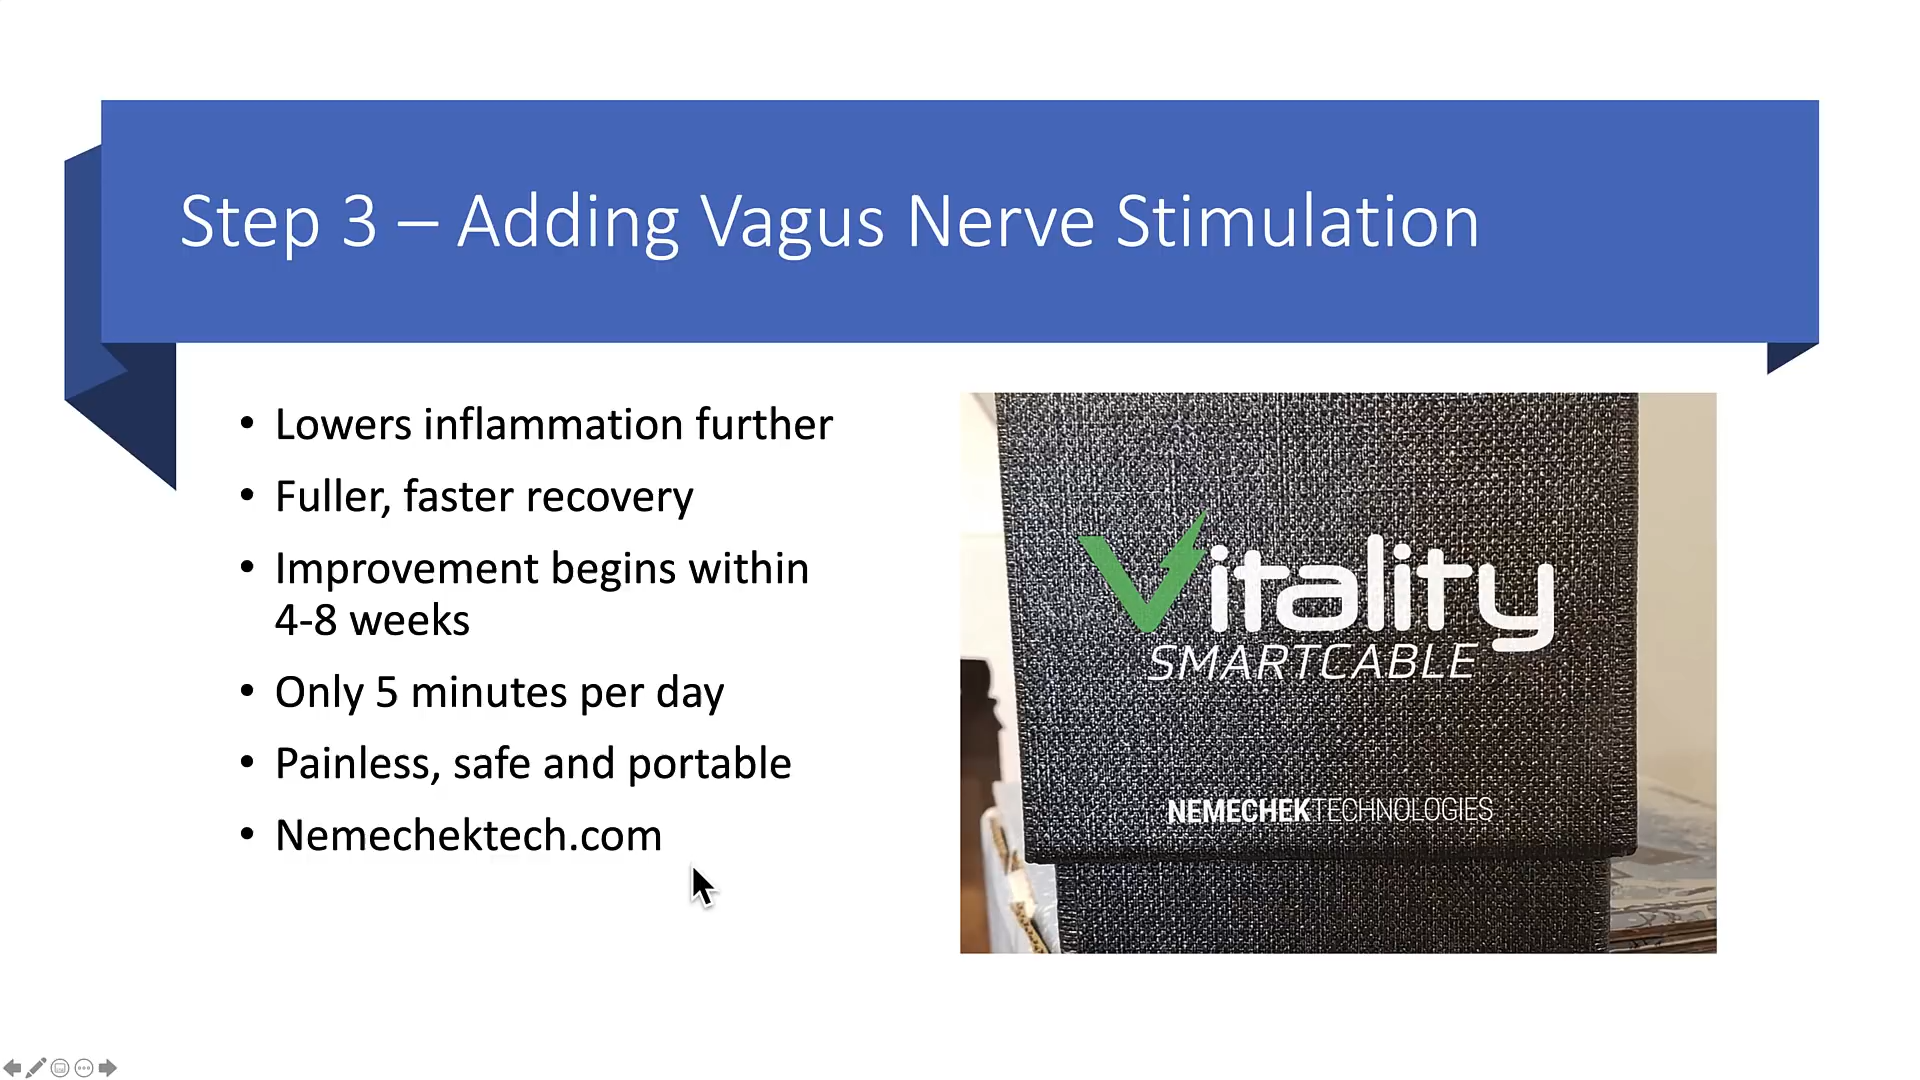 Step 3 – Adding Vagus Nerve Stimulation
• Lowers inflammation further
• Fuller, faster recovery
• Improvement begins within
4-8 weeks
• Only 5 minutes per day
• Painless, safe and portable
• Nemechektech.com
Vitality
SMARTCABLE
NEMECHEKTECHNOLOGIES